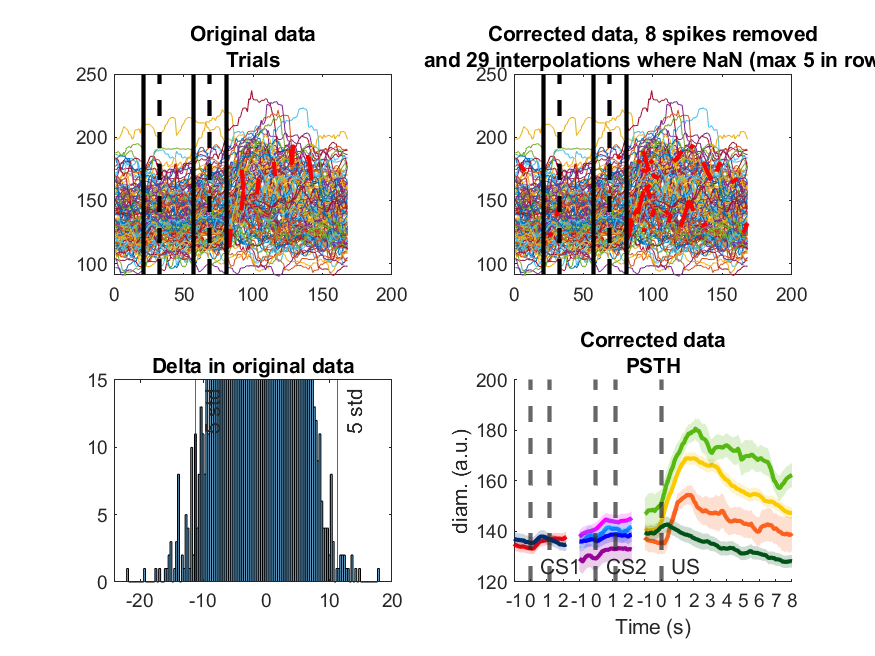 Original data
Trials
250
200
150
100
0 50 100 150 200
Corrected data, 8 spikes removed
and 29 interpolations where NaN (max 5 in row
250
200
150
100
0 50 100 150 200
Delta in original data
15
10
5
0
5 std
5 std
-20 -10 0 10 20
Corrected data
PSTH
200
180
160
140
120
diam. (a.u.)
CS1 CS2 US
-1 0 1 2 -1 0 1 2 -1 0 1 2 3 4 5 6 7 8
Time (s)